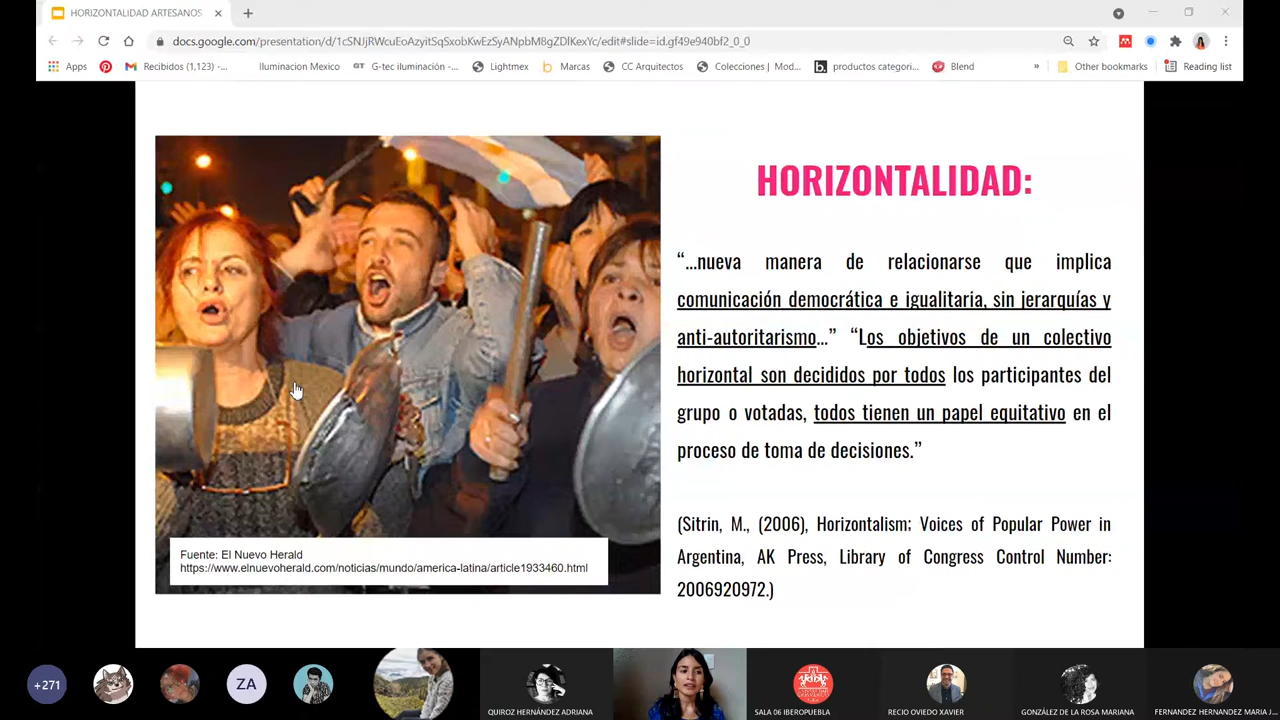 HORIZONTALIDAD ARTESANOS
docs.google.com/presentation/d/1cSNJjRWcuEoAzyitSqSxobKwEzSyANpbM8gZDlKexYc/edit#slide=id.gf49e940bf2_0_0
Apps Recibidos (1,123) -... Iluminacion Mexico GT G-tec iluminación -... Lightmex Marcas CC Arquitectos Colecciones | Mod... productos categori... Blend » Other bookmarks Reading list
HORIZONTALIDAD:
“...nueva manera de relacionarse que implica
comunicación democrática e igualitaria, sin jerarquías y
anti-autoritarismo...” “Los objetivos de un colectivo
horizontal son decididos por todos los participantes del
grupo o votadas, todos tienen un papel equitativo en el
proceso de toma de decisiones.”
(Sitrin, M., (2006), Horizontalism; Voices of Popular Power in
Argentina, AK Press, Library of Congress Control Number:
2006920972.)
Fuente: El Nuevo Herald
https://www.elnuevoherald.com/noticias/mundo/america-latina/article1933460.html
+271
ZA
QUIROZ HERNÁNDEZ ADRIANA
SALA 06 IBEROPUEBLA
RECIO OVIEDO XAVIER
GONZÁLEZ DE LA ROSA MARIANA
FERNANDEZ HERNANDEZ MARIA J...